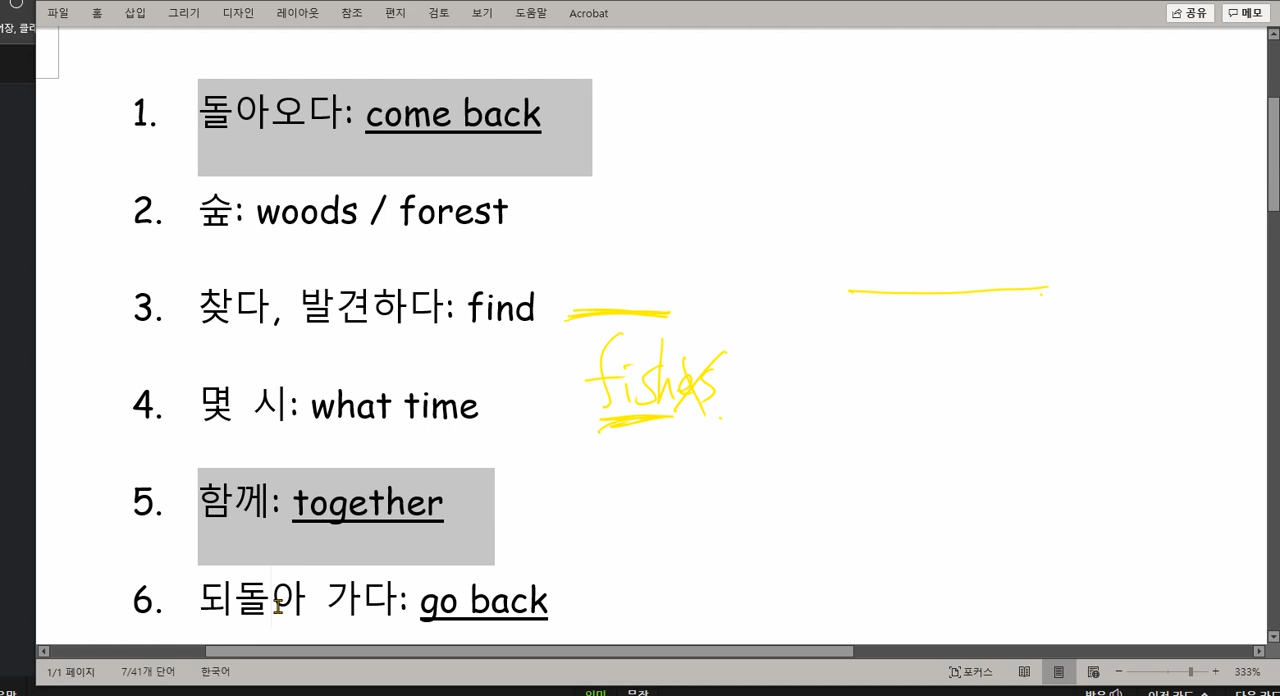 파일 홈 삽입 그리기 디자인 레이아웃 참조 편지 검토 보기 도움말 Acrobat 공유 메모
1. 돌아오다: come back
2. 숲: woods / forest
3. 찾다, 발견하다: find
fishes
4. 몇 시: what time
5. 함께: together
6. 되돌아 가다: go back
1/1 페이지 7/41개 단어 한국어 포커스 333%